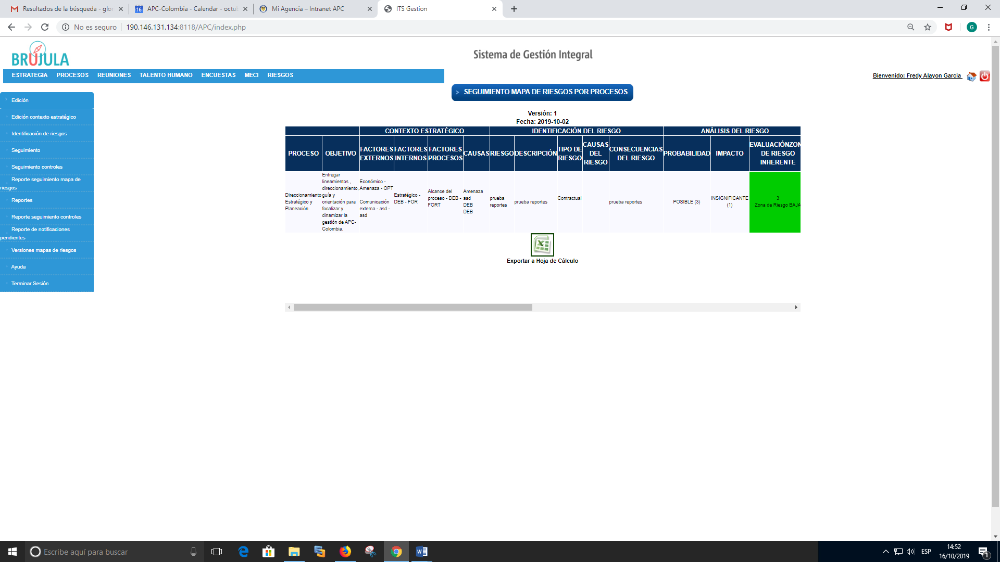 Resultados de la búsqueda - glor
APC-Colombia - Calendar - octub
Mi Agencia – Intranet APC
ITS Gestion
No es seguro
190.146.131.134:8118/APC/index.php
G
BRUJULA
Sistema de Gestión Integral
ESTRATEGIA PROCESOS REUNIONES TALENTO HUMANO ENCUESTAS MECI RIESGOS
Bienvenido: Fredy Alayon Garcia
Edición
Edición contexto estratégico
Identificación de riesgos
Seguimiento
Seguimiento controles
Reporte seguimiento mapa de
riesgos
Reportes
Reporte seguimiento controles
Reporte de notificaciones
pendientes
Versiones mapas de riesgos
Ayuda
Terminar Sesión
> SEGUIMIENTO MAPA DE RIESGOS POR PROCESOS
Versión: 1
Fecha: 2019-10-02
CONTEXTO ESTRATÉGICO
IDENTIFICACIÓN DEL RIESGO
ANÁLISIS DEL RIESGO
PROCESO
OBJETIVO
FACTORES
EXTERNOS
FACTORES
INTERNOS
FACTORES
PROCESOS
CAUSAS
RIESGO
DESCRIPCIÓN
TIPO DE
RIESGO
CAUSAS
DEL
RIESGO
CONSECUENCIAS
DEL RIESGO
PROBABILIDAD
IMPACTO
EVALUACIÓNZON
DE RIESGO
INHERENTE
Direccionamiento
Estratégico y
Planeación
Entregar
lineamientos ,
direccionamiento,
guía y
orientación para
focalizar y
dinamizar la
gestión de APC-
Colombia.
Económico -
Amenaza - OPT
Comunicación
externa - asd -
asd
Estratégico -
DEB - FOR
Alcance del
proceso - DEB -
FORT
Amenaza
asd
DEB
DEB
prueba
reportes
prueba reportes
Contractual
prueba reportes
POSIBLE (3)
INSIGNIFICANTE
(1)
3
Zona de Riesgo BAJA
Exportar a Hoja de Cálculo
Escribe aquí para buscar
ESP
14:52
16/10/2019
1